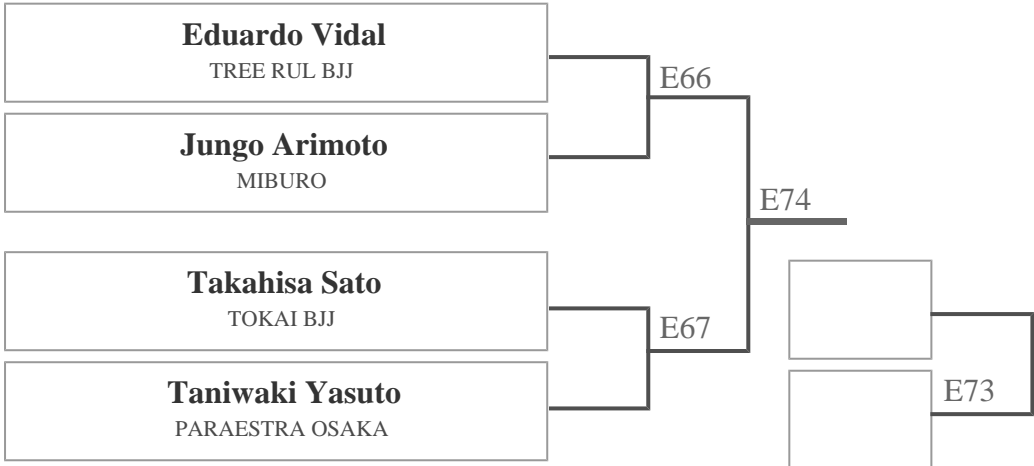 Eduardo Vidal
TREE RUL BJJ
E66
Jungo Arimoto
MIBURO
E74
Takahisa Sato
TOKAI BJJ
E67
Taniwaki Yasuto
PARAESTRA OSAKA
E73